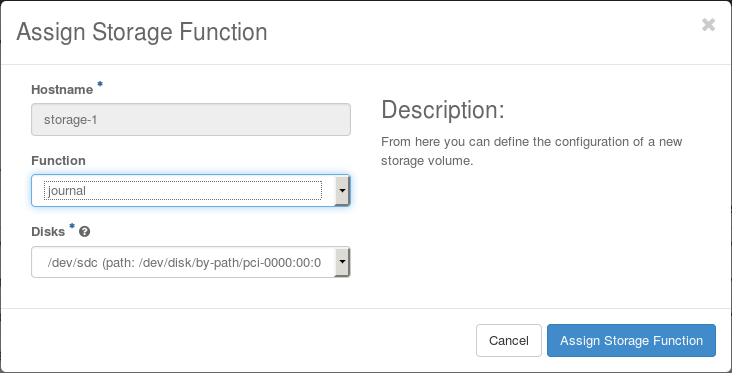 Assign Storage Function
Hostname *
storage-1
Function
journal
Disks *
/dev/sdc (path: /dev/disk/by-path/pci-0000:00:0
Description:
From here you can define the configuration of a new
storage volume.
Cancel
Assign Storage Function